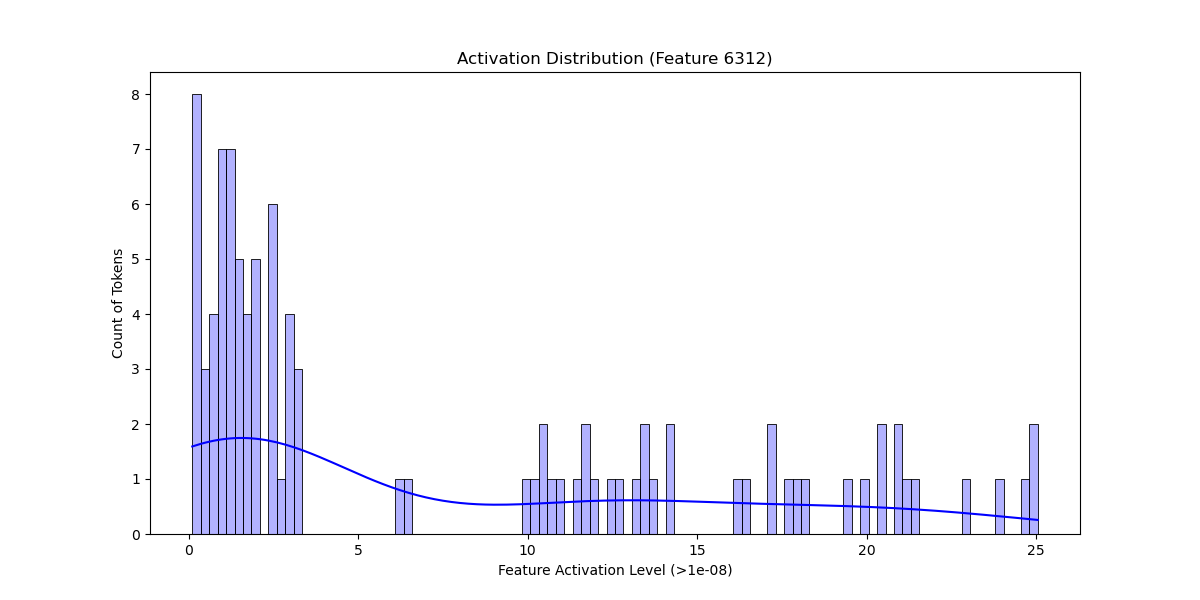 Activation Distribution (Feature 6312)
8
7
6
5
4
3
2
1
0
Count of Tokens
0 5 10 15 20 25
Feature Activation Level (>1e-08)